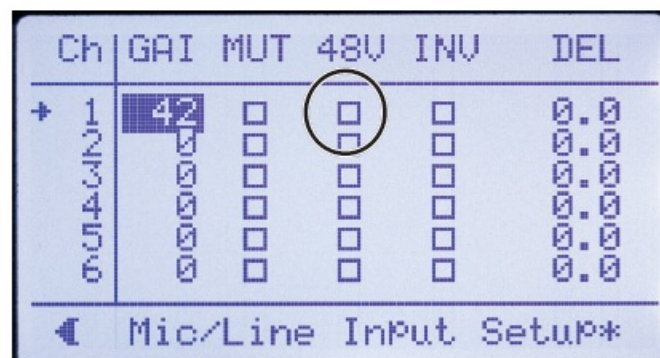 Ch GAI MUT 48V INV DEL
1 42 □ □ □ 0.0
2 0 □ □ □ 0.0
3 0 □ □ □ 0.0
4 0 □ □ □ 0.0
5 0 □ □ □ 0.0
6 0 □ □ □ 0.0
Mic/Line Input Setup*